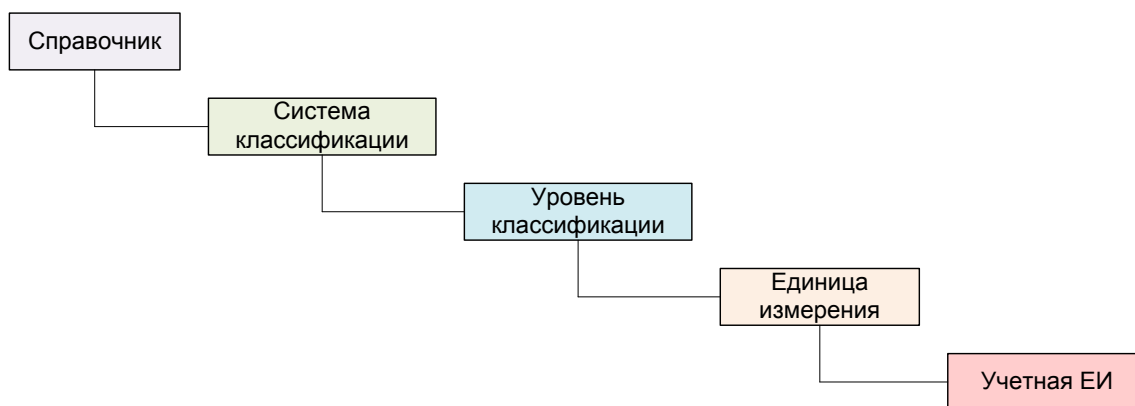 Справочник
Система
классификации
Уровень
классификации
Единица
измерения
Учетная ЕИ